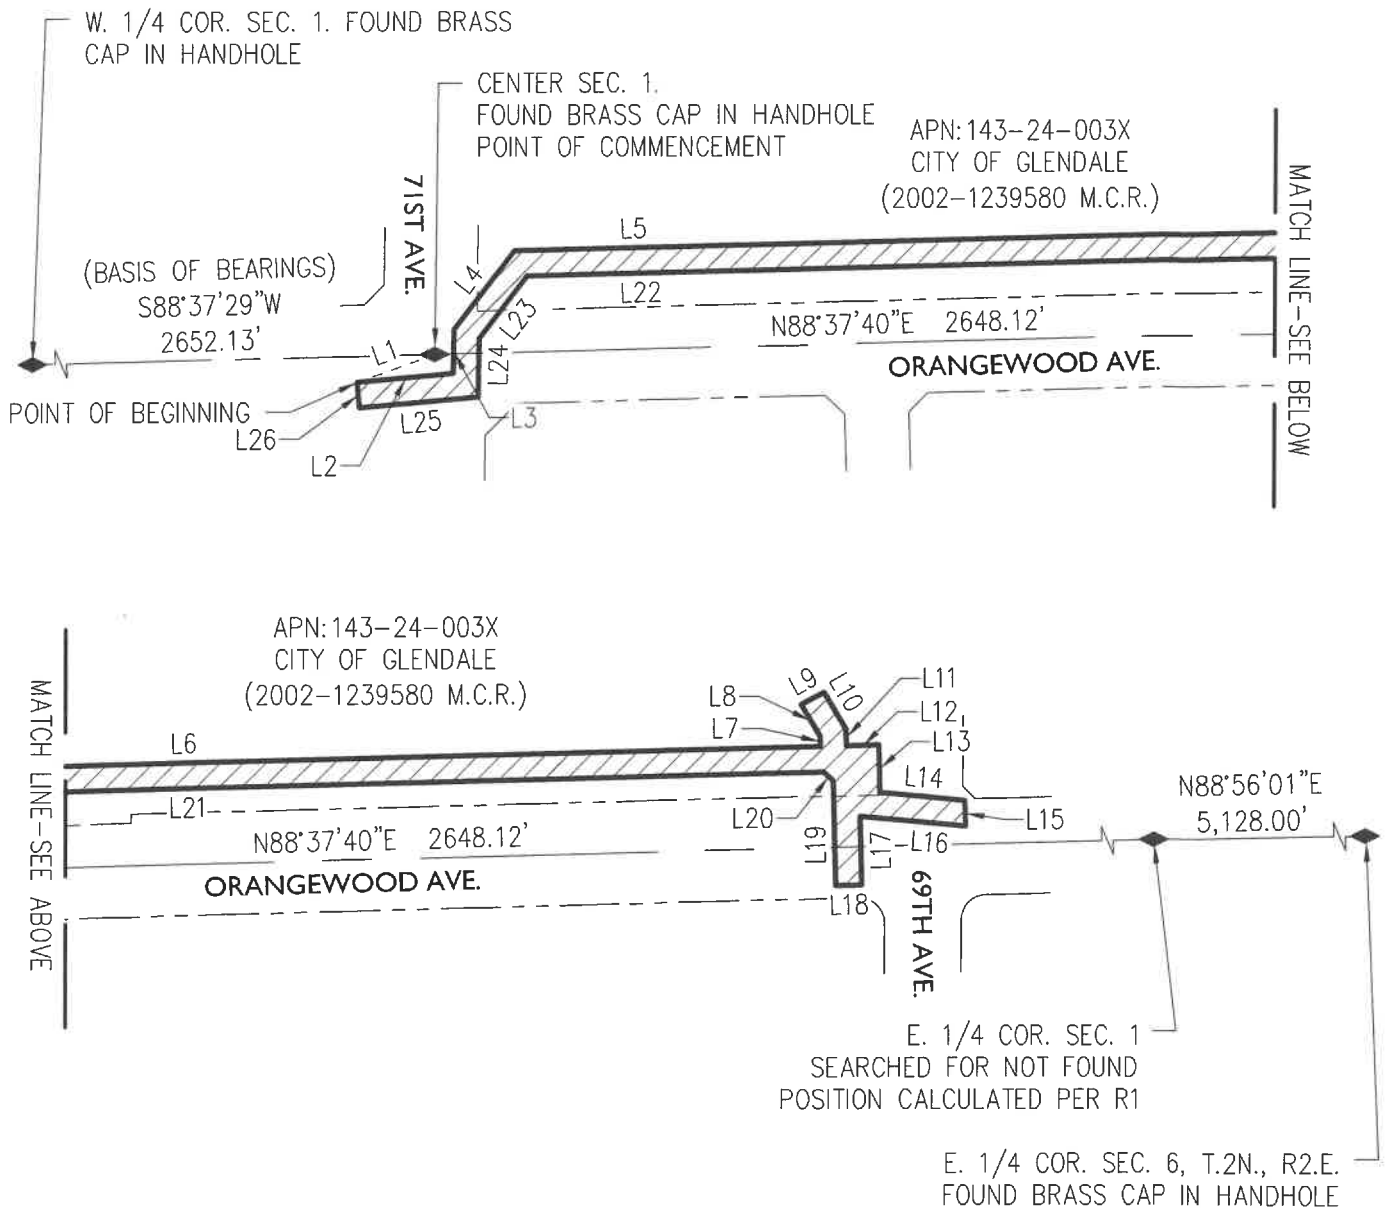 W. 1/4 COR. SEC. 1. FOUND BRASS
CAP IN HANDHOLE
CENTER SEC. 1.
FOUND BRASS CAP IN HANDHOLE
POINT OF COMMENCEMENT
APN: 143-24-003X
CITY OF GLENDALE
(2002-1239580 M.C.R.)
MATCH LINE-SEE BELOW
71ST AVE.
(BASIS OF BEARINGS)
S88°37'29"W
2652.13'
L1
L4
L5
L22
L23
L24
N88°37'40"E 2648.12'
ORANGEWOOD AVE.
POINT OF BEGINNING
L26
L25
L3
L2
APN: 143-24-003X
CITY OF GLENDALE
(2002-1239580 M.C.R.)
MATCH LINE-SEE ABOVE
L6
L21
N88°37'40"E 2648.12'
ORANGEWOOD AVE.
L7
L8
L9
L10
L11
L12
L13
L14
L15
L16
L17
L18
L19
L20
69TH AVE.
N88°56'01"E
5,128.00'
E. 1/4 COR. SEC. 1
SEARCHED FOR NOT FOUND
POSITION CALCULATED PER R1
E. 1/4 COR. SEC. 6, T.2N., R2.E.
FOUND BRASS CAP IN HANDHOLE